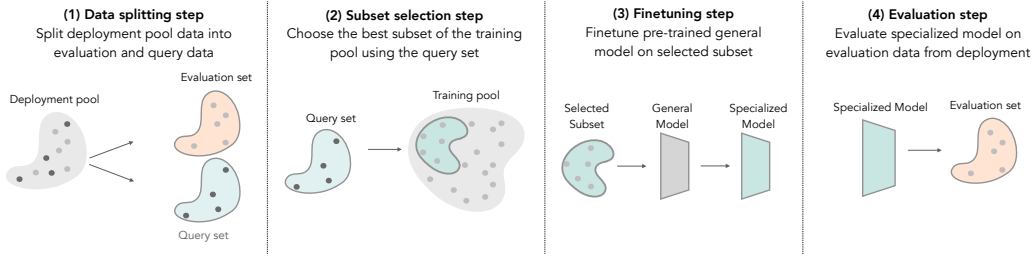 (1) Data splitting step
Split deployment pool data into
evaluation and query data
Evaluation set
Deployment pool
Query set
(2) Subset selection step
Choose the best subset of the training
pool using the query set
Training pool
Query set
(3) Finetuning step
Finetune pre-trained general
model on selected subset
Selected
Subset
General
Model
Specialized
Model
(4) Evaluation step
Evaluate specialized model on
evaluation data from deployment
Specialized Model
Evaluation set